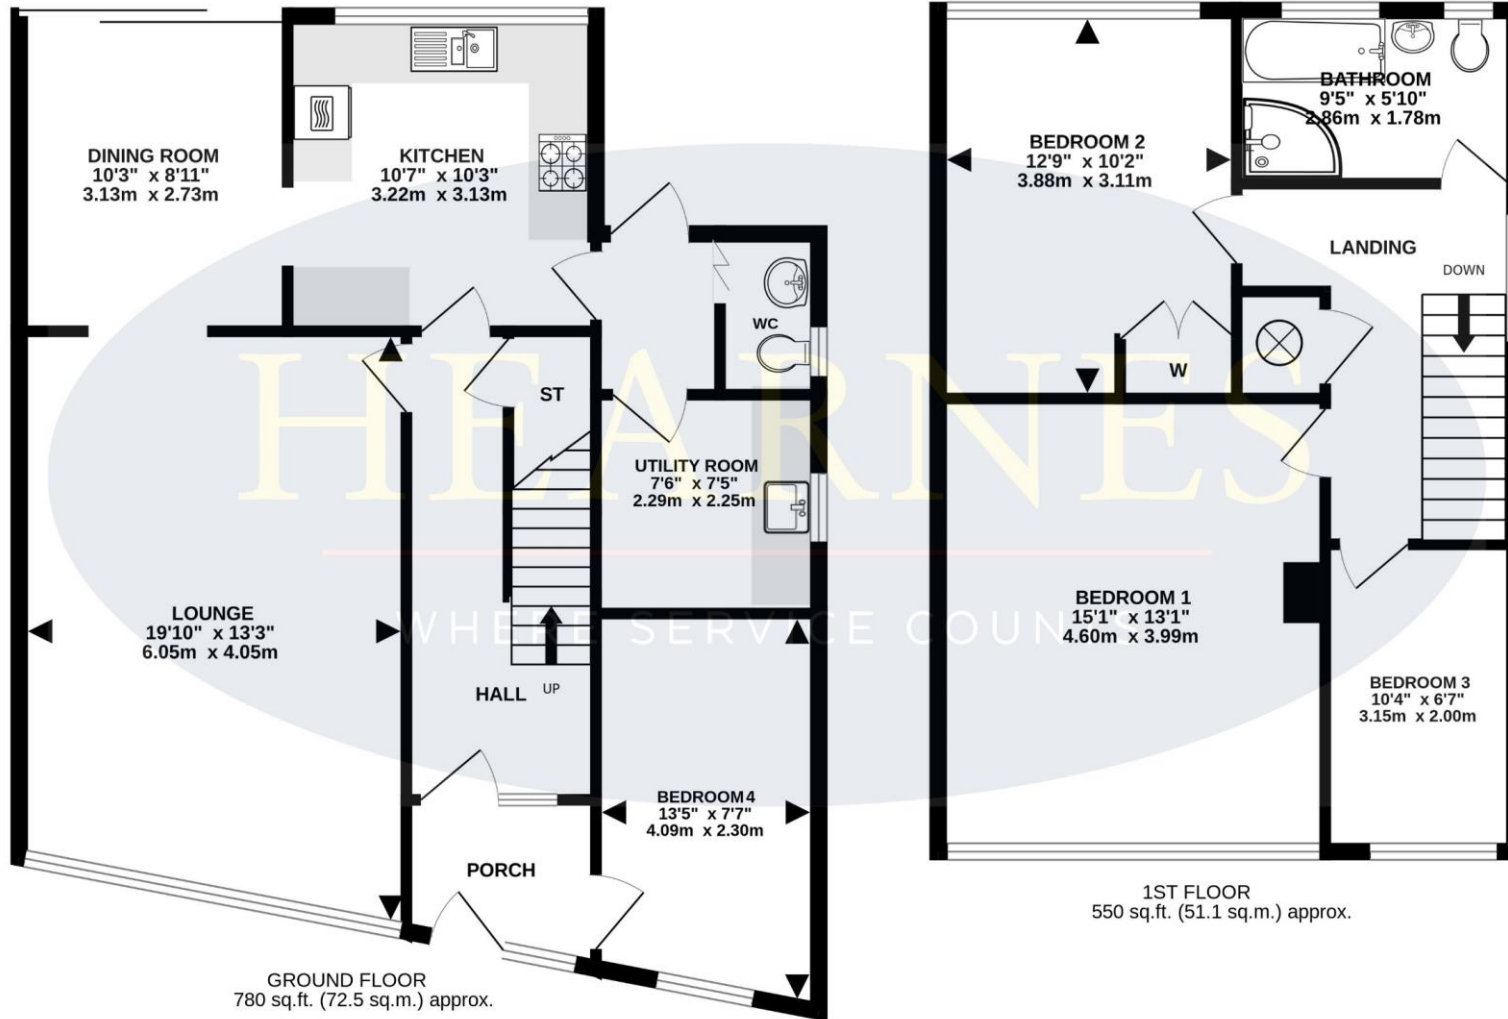 DINING ROOM
10'3" x 8'11"
3.13m x 2.73m
KITCHEN
10'7" x 10'3"
3.22m x 3.13m
WC
ST
UTILITY ROOM
7'6" x 7'5"
2.29m x 2.25m
LOUNGE
19'10" x 13'3"
6.05m x 4.05m
HALL
UP
BEDROOM4
13'5" x 7'7"
4.09m x 2.30m
PORCH
GROUND FLOOR
780 sq.ft. (72.5 sq.m.) approx.
BATHROOM
9'5" x 5'10"
2.86m x 1.78m
BEDROOM 2
12'9" x 10'2"
3.88m x 3.11m
LANDING
DOWN
W
BEDROOM 1
15'1" x 13'1"
4.60m x 3.99m
BEDROOM 3
10'4" x 6'7"
3.15m x 2.00m
1ST FLOOR
550 sq.ft. (51.1 sq.m.) approx.
HEARNES
WHERE SERVICE COUNTS